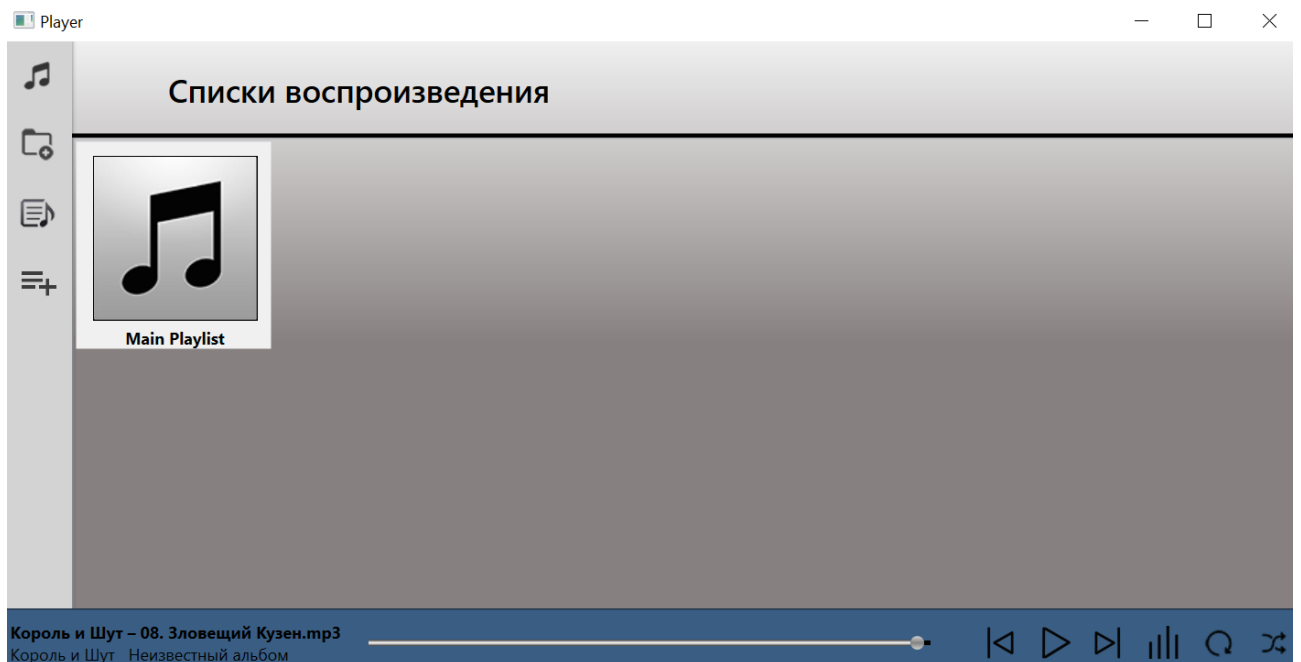 Player
Списки воспроизведения
Main Playlist
Король и Шут – 08. Зловещий Кузен.mp3
Король и Шут Неизвестный альбом